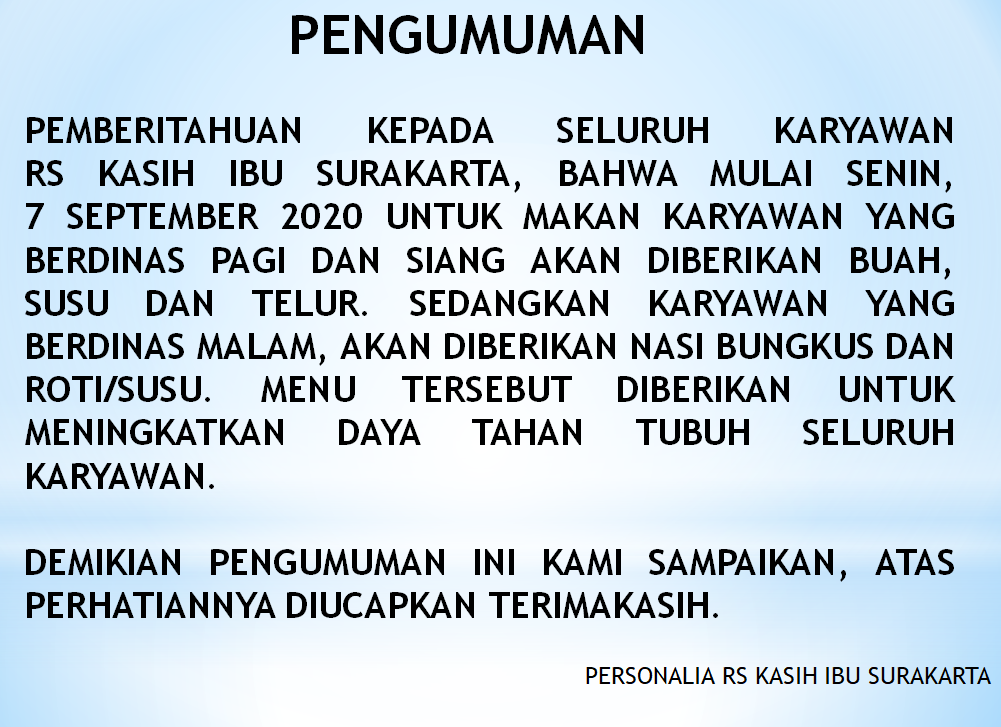 PENGUMUMAN
PEMBERITAHUAN KEPADA SELURUH KARYAWAN
RS KASIH IBU SURAKARTA, BAHWA MULAI SENIN,
7 SEPTEMBER 2020 UNTUK MAKAN KARYAWAN YANG
BERDINAS PAGI DAN SIANG AKAN DIBERIKAN BUAH,
SUSU DAN TELUR. SEDANGKAN KARYAWAN YANG
BERDINAS MALAM, AKAN DIBERIKAN NASI BUNGKUS DAN
ROTI/SUSU. MENU TERSEBUT DIBERIKAN UNTUK
MENINGKATKAN DAYA TAHAN TUBUH SELURUH
KARYAWAN.
DEMIKIAN PENGUMUMAN INI KAMI SAMPAIKAN, ATAS
PERHATIANNYA DIUCAPKAN TERIMAKASIH.
PERSONALIA RS KASIH IBU SURAKARTA